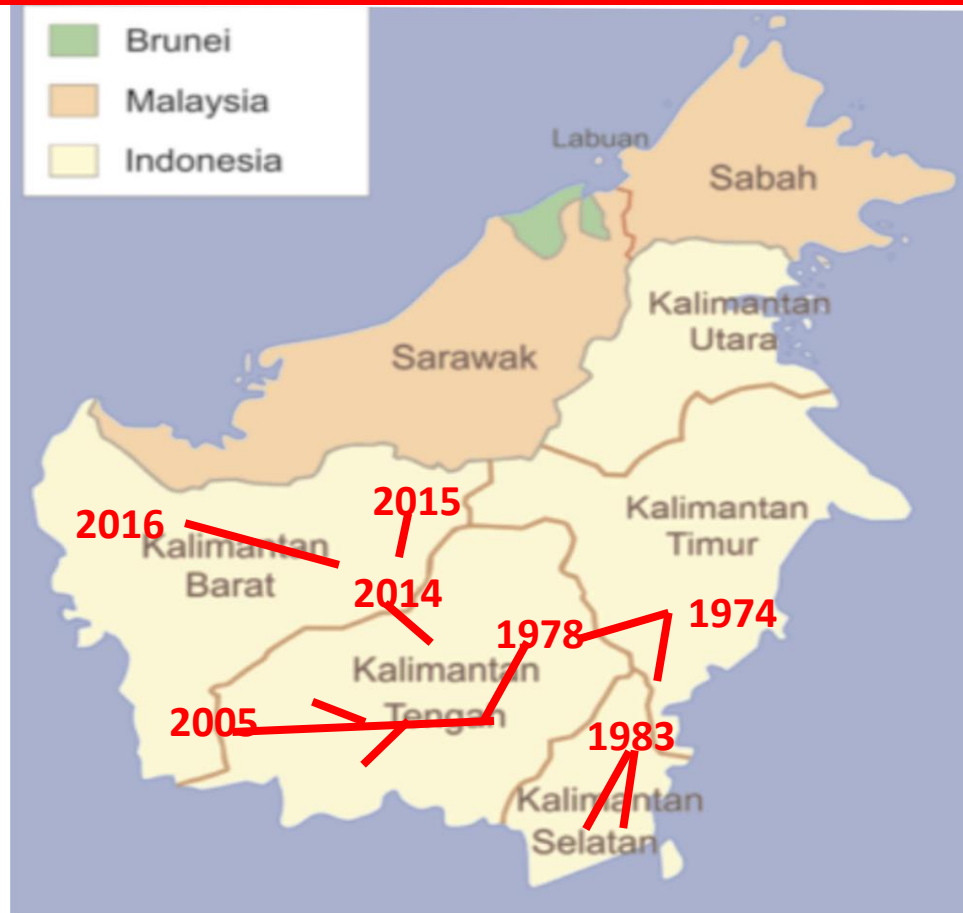 Brunei
Malaysia
Indonesia
Labuan
Sabah
Kalimantan
Utara
Sarawak
2015
2016
Kalimantan
Timur
Kalimantan
Barat
2014
1974
1978
Kalimantan
Tengah
2005
1983
Kalimantan
Selatan